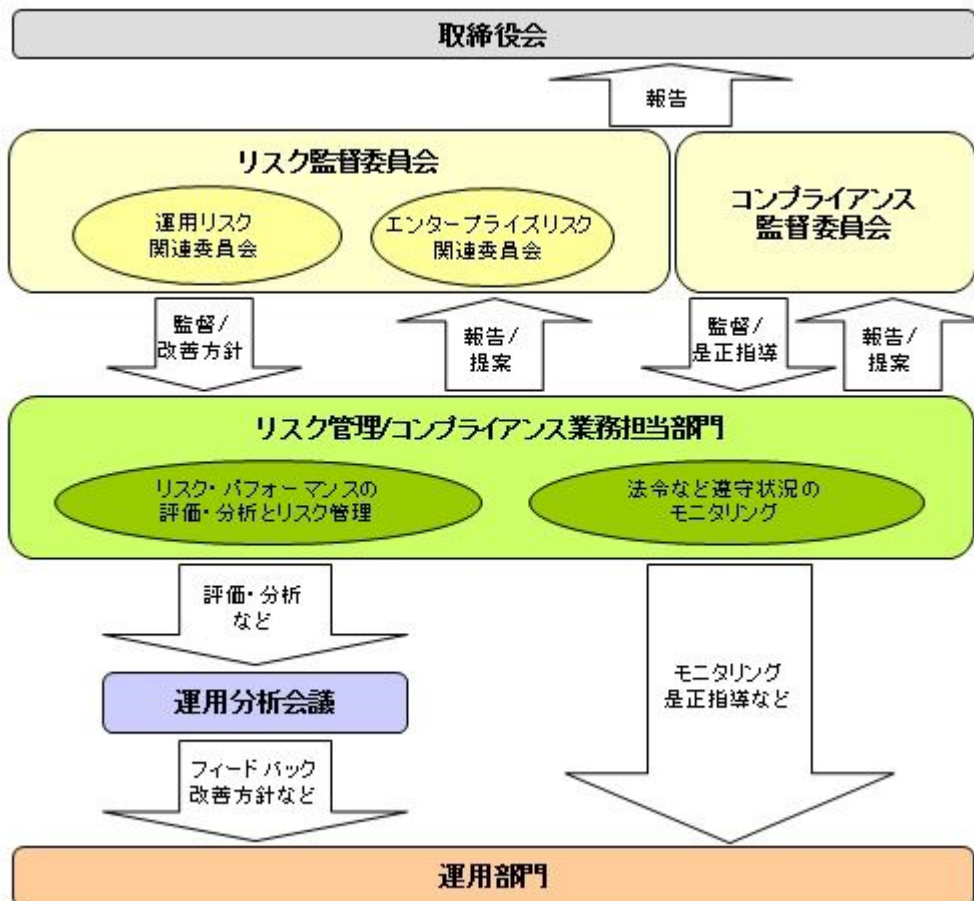 取締役会
報告
リスク監督委員会
運用リスク
関連委員会
エンタープライズリスク
関連委員会
コンプライアンス
監督委員会
監督/
改善方針
報告/
提案
監督/
是正指導
報告/
提案
リスク管理/コンプライアンス業務担当部門
リスク・パフォーマンスの
評価・分析とリスク管理
法令など遵守状況の
モニタリング
評価・分析
など
運用分析会議
モニタリング
是正指導など
フィードバック
改善方針など
運用部門